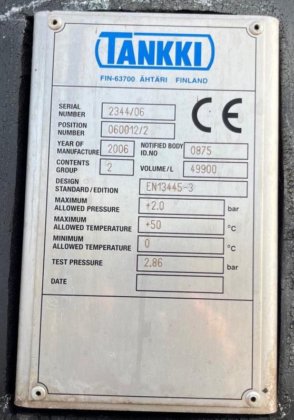 TANKKI
FIN-63700 ÄHTÄRI FINLAND
SERIAL NUMBER 2344/06 CE
POSITION NUMBER 060012/2
YEAR OF MANUFACTURE 2006 NOTIFIED BODY ID.NO 0875
CONTENTS GROUP 2 VOLUME/L 49900
DESIGN STANDARD/EDITION EN13445-3
MAXIMUM ALLOWED PRESSURE +2.0 bar
MAXIMUM ALLOWED TEMPERATURE +50 °C
MINIMUM ALLOWED TEMPERATURE 0 °C
TEST PRESSURE 2.86 bar
DATE